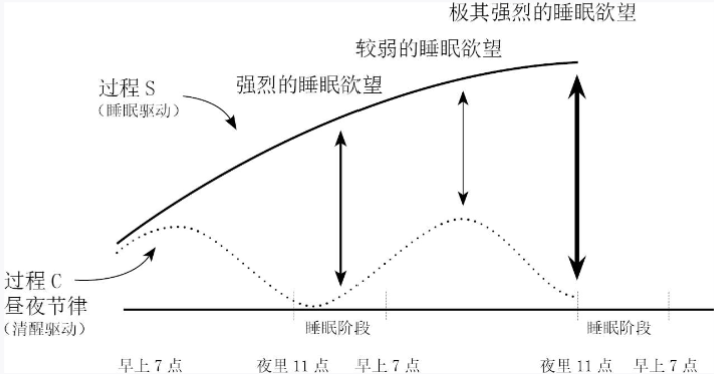 极其强烈的睡眠欲望
较弱的睡眠欲望
强烈的睡眠欲望
过程 S
（睡眠驱动）
过程 C
昼夜节律
（清醒驱动）
睡眠阶段
睡眠阶段
早上 7 点
夜里 11 点
早上 7 点
夜里 11 点
早上 7 点